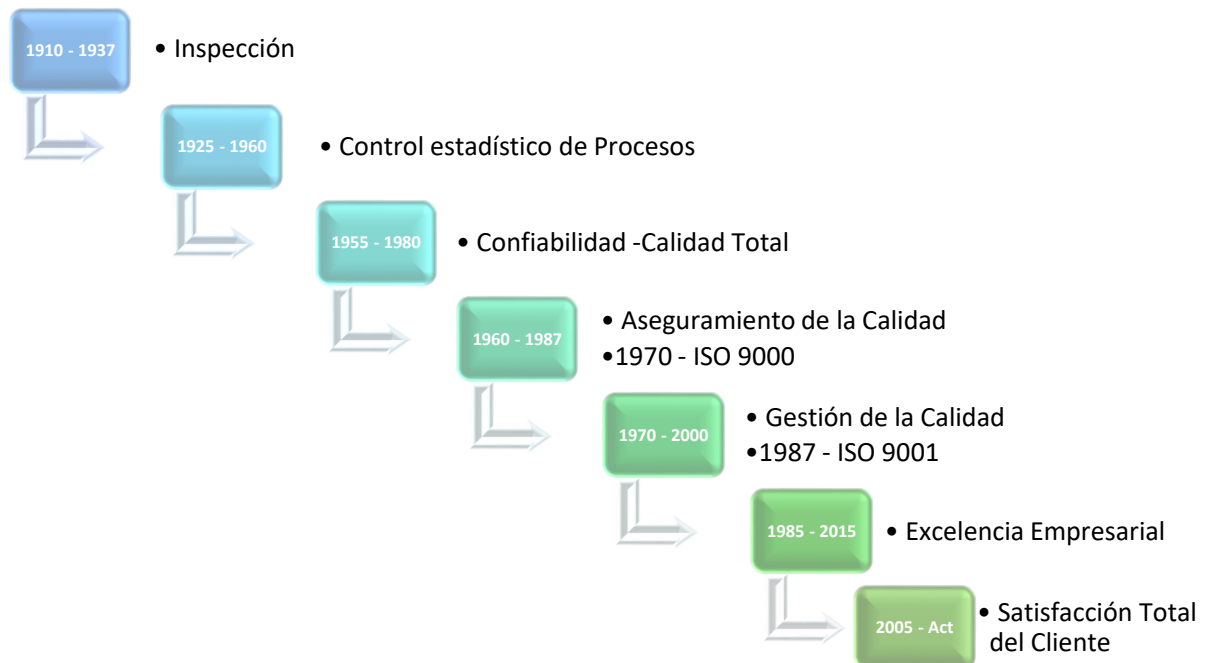 1910 - 1937
• Inspección
1925 - 1960
• Control estadístico de Procesos
1955 - 1980
• Confiabilidad -Calidad Total
1960 - 1987
• Aseguramiento de la Calidad
•1970 - ISO 9000
1970 - 2000
• Gestión de la Calidad
•1987 - ISO 9001
1985 - 2015
• Excelencia Empresarial
2005 - Act
• Satisfacción Total
del Cliente